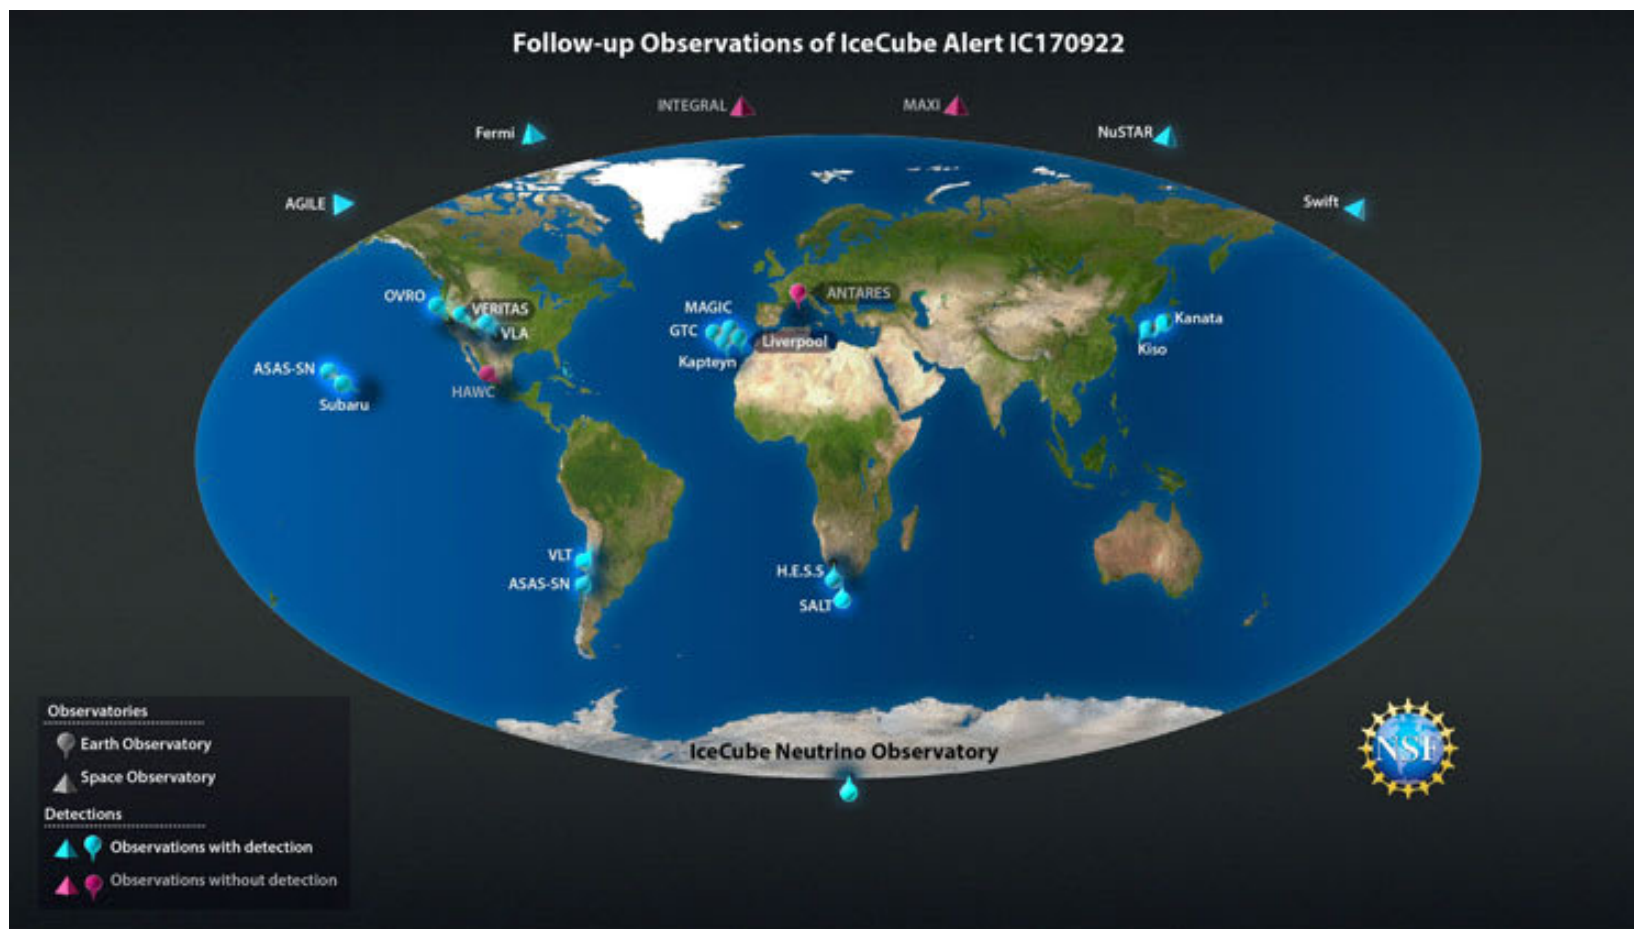 Follow-up Observations of IceCube Alert IC170922
INTEGRAL
MAXI
Fermi
NuSTAR
AGILE
Swift
OVRO
VERITAS
VLA
MAGIC
GTC
Kapteyn
Liverpool
ANTARES
Kanata
Kiso
ASAS-SN
Subaru
HAWC
VLT
ASAS-SN
H.E.S.S
SALT
IceCube Neutrino Observatory
Observatories
Earth Observatory
Space Observatory
Detections
Observations with detection
Observations without detection
NSF